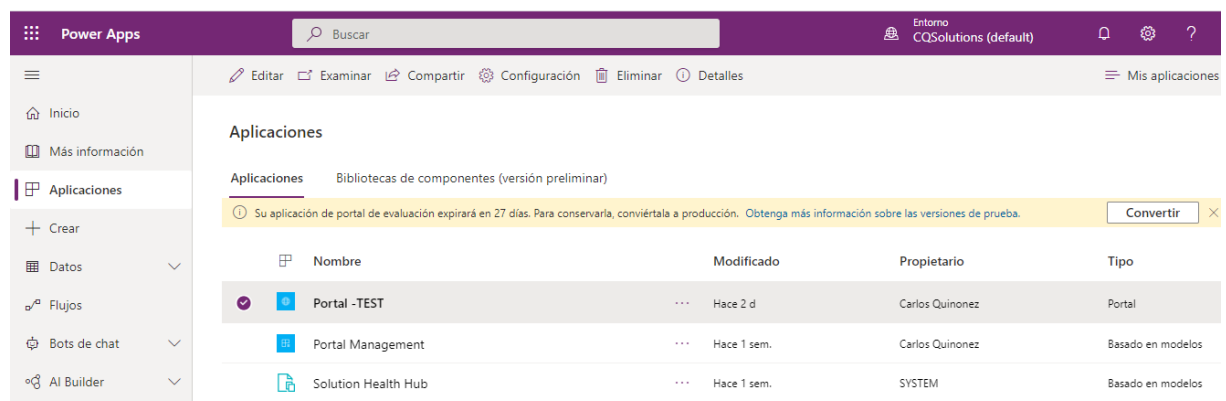 Power Apps
Buscar
Entorno
CQSolutions (default)
Editar Examinar Compartir Configuración Eliminar Detalles Mis aplicaciones
Inicio
Más información
Aplicaciones
Crear
Datos
Flujos
Bots de chat
AI Builder
Aplicaciones
Aplicaciones Bibliotecas de componentes (versión preliminar)
Su aplicación de portal de evaluación expirará en 27 días. Para conservarla, conviértala a producción. Obtenga más información sobre las versiones de prueba. Convertir
Nombre Modificado Propietario Tipo
Portal -TEST ... Hace 2 d Carlos Quinonez Portal
Portal Management ... Hace 1 sem. Carlos Quinonez Basado en modelos
Solution Health Hub ... Hace 1 sem. SYSTEM Basado en modelos